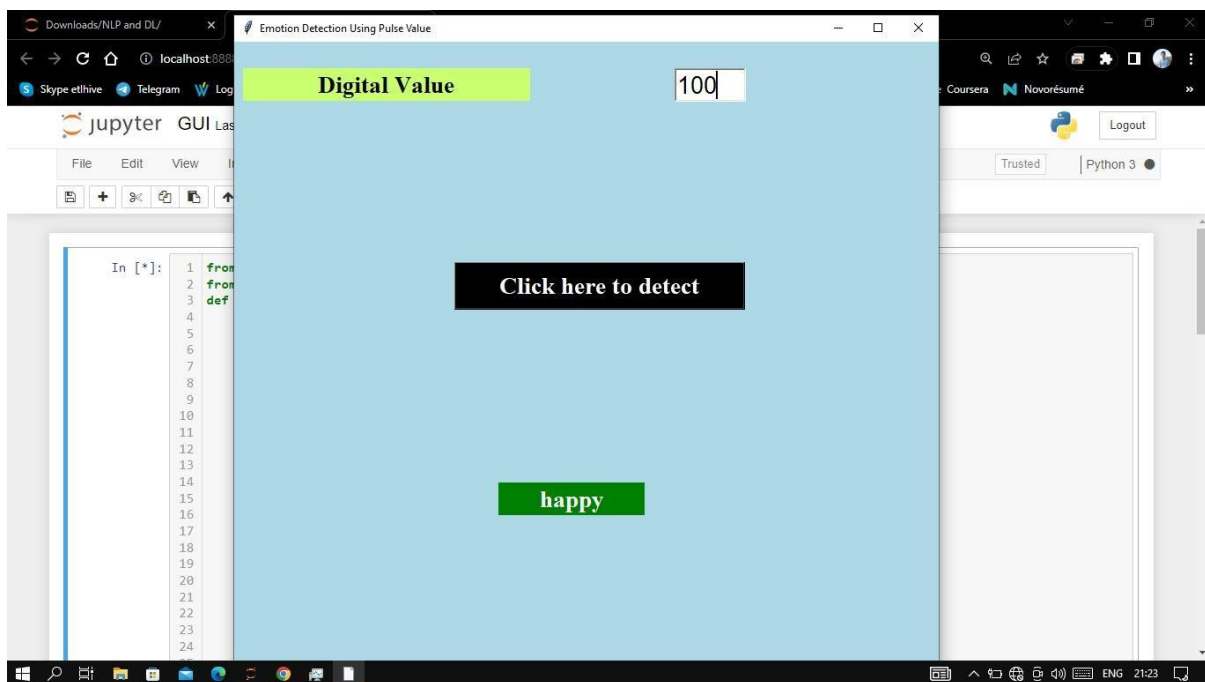 Downloads/NLP and DL/
Emotion Detection Using Pulse Value
localhost:888
Skype ethive Telegram Log
Coursera Novorésumé »
Digital Value 100
jupyter GUI Las
Logout
File Edit View
Trusted Python 3
In [*]:
1 from
2 from
3 def
4
5
6
7
8
9
10
11
12
13
14
15
16
17
18
19
20
21
22
23
24
Click here to detect
happy
ENG 21:23